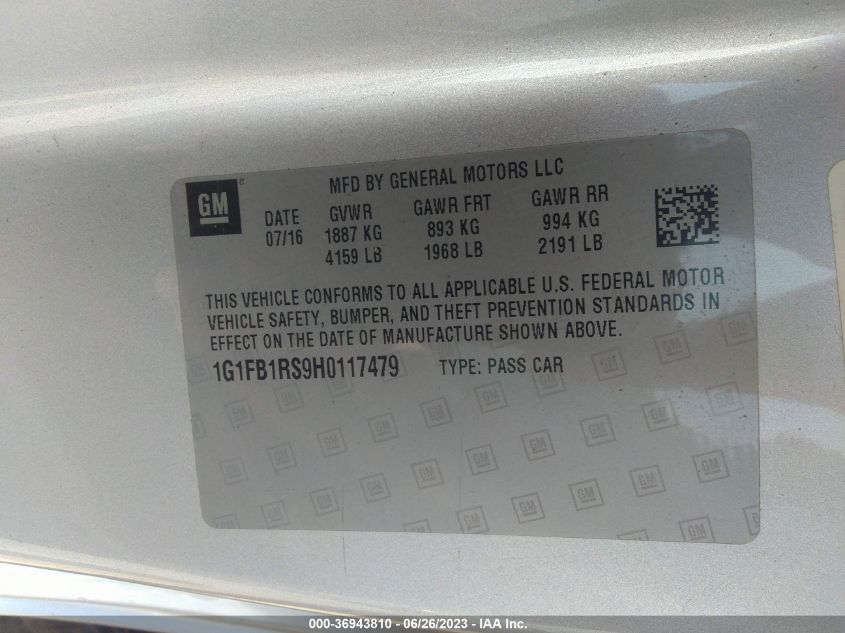 GM
MFD BY GENERAL MOTORS LLC
DATE GVWR GAWR FRT GAWR RR
07/16 1887 KG 893 KG 994 KG
4159 LB 1968 LB 2191 LB
THIS VEHICLE CONFORMS TO ALL APPLICABLE U.S. FEDERAL MOTOR
VEHICLE SAFETY, BUMPER, AND THEFT PREVENTION STANDARDS IN
EFFECT ON THE DATE OF MANUFACTURE SHOWN ABOVE.
1G1FB1RS9H0117479 TYPE: PASS CAR
000-36943810 - 06/26/2023 - IAA Inc.